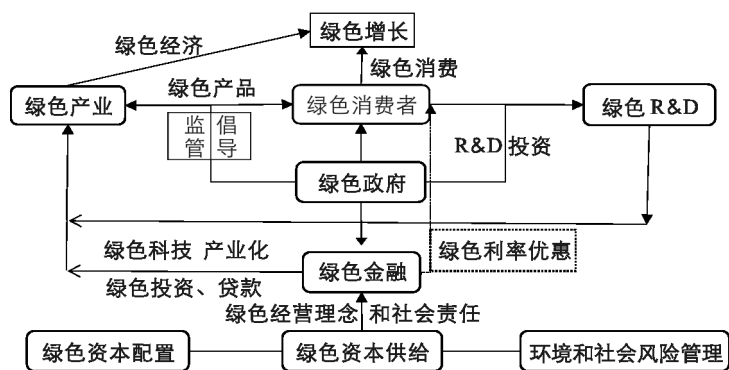 绿色增长
绿色经济
绿色消费
绿色产品
绿色产业
绿色消费者
绿色 R&D
监管
倡导
R&D 投资
绿色政府
绿色科技 产业化
绿色金融
绿色利率优惠
绿色投资、贷款
绿色经营理念 和社会责任
绿色资本配置
绿色资本供给
环境和社会风险管理